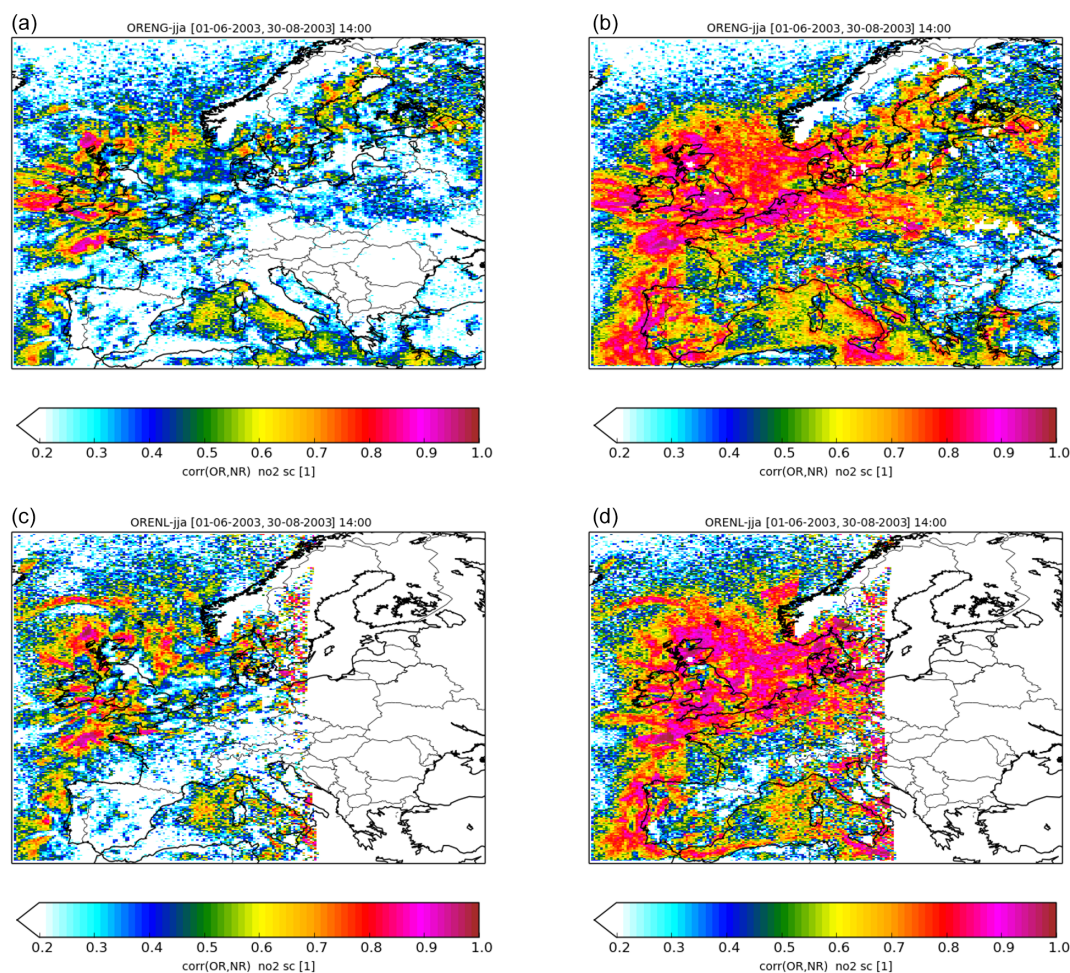 (a)
ORENG-jja [01-06-2003, 30-08-2003] 14:00
0.2 0.3 0.4 0.5 0.6 0.7 0.8 0.9 1.0
corr(OR,NR) no2 sc [1]
(b)
ORENG-jja [01-06-2003, 30-08-2003] 14:00
0.2 0.3 0.4 0.5 0.6 0.7 0.8 0.9 1.0
corr(OR,NR) no2 sc [1]
(c)
ORENL-jja [01-06-2003, 30-08-2003] 14:00
0.2 0.3 0.4 0.5 0.6 0.7 0.8 0.9 1.0
corr(OR,NR) no2 sc [1]
(d)
ORENL-jja [01-06-2003, 30-08-2003] 14:00
0.2 0.3 0.4 0.5 0.6 0.7 0.8 0.9 1.0
corr(OR,NR) no2 sc [1]